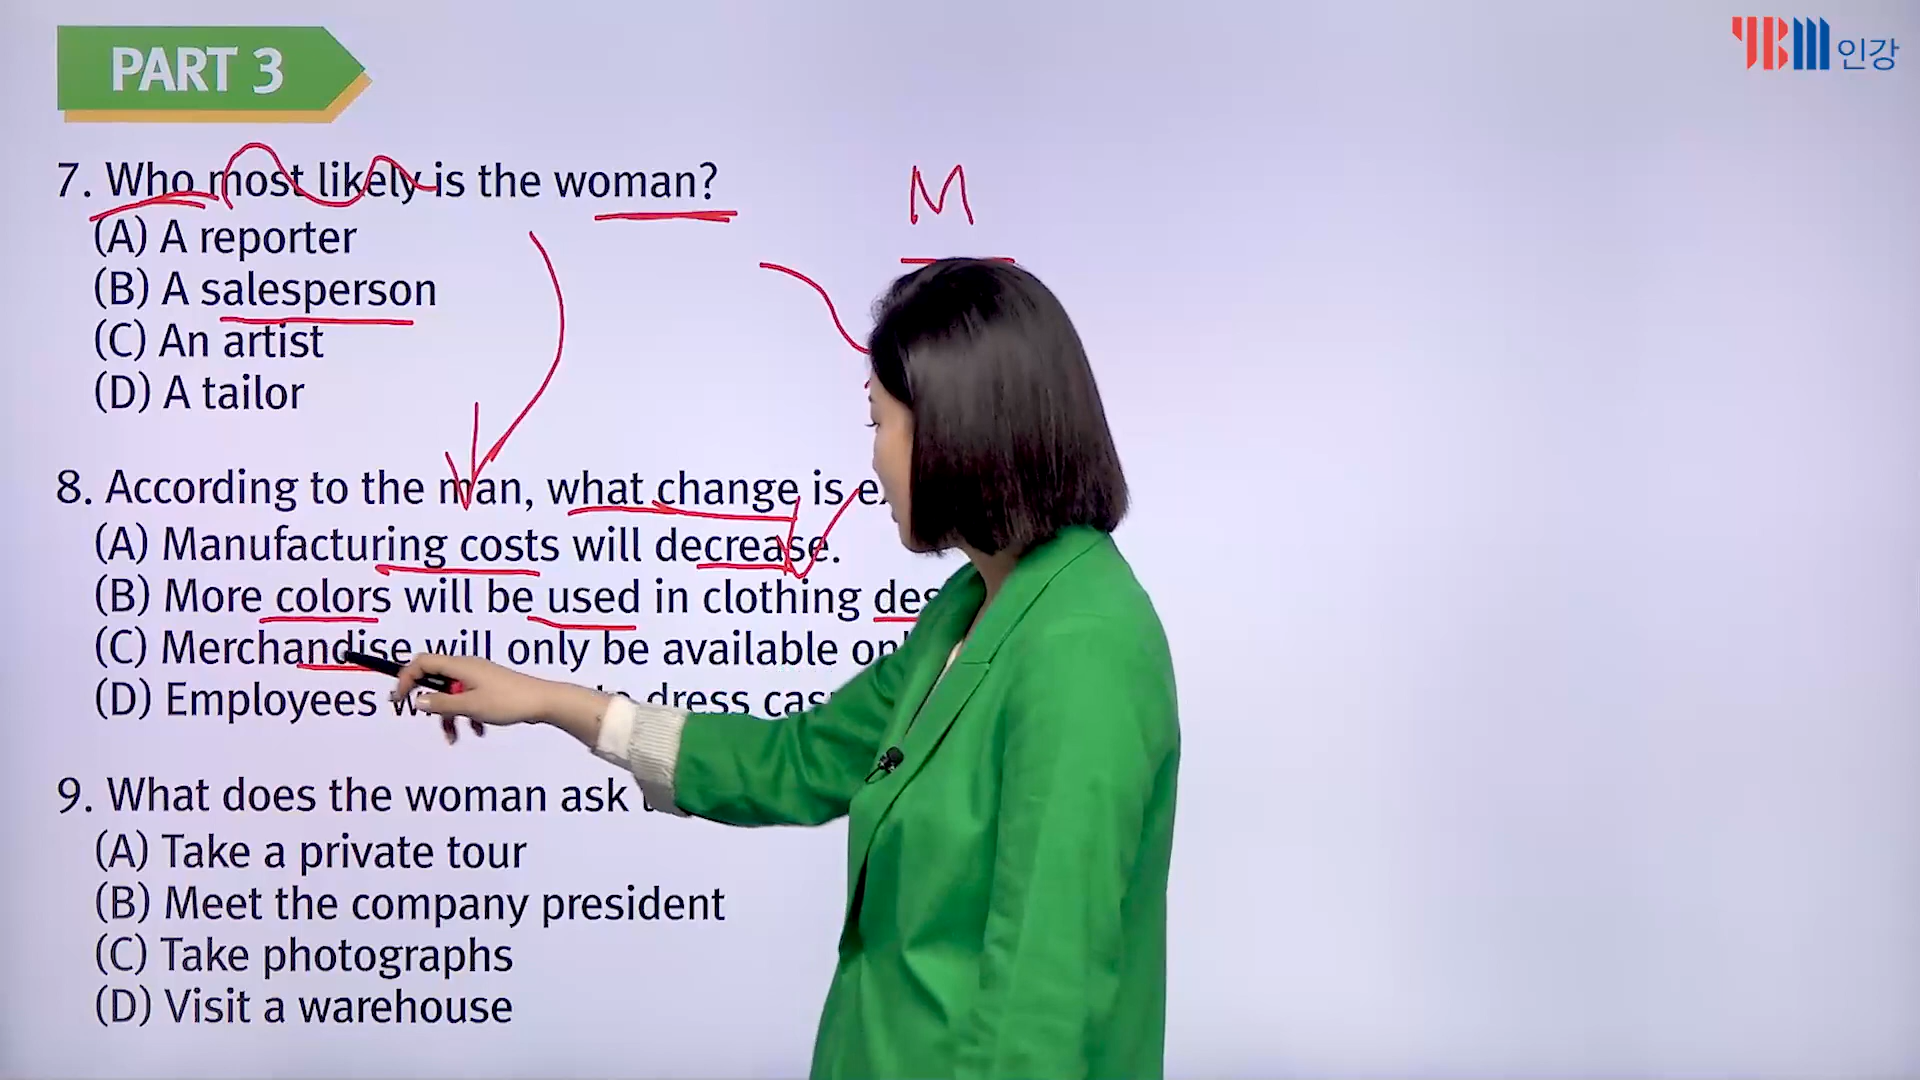 PART 3
YBM 인강
7. Who most likely is the woman?
M
(A) A reporter
(B) A salesperson
(C) An artist
(D) A tailor
8. According to the man, what change is
(A) Manufacturing costs will decrease.
(B) More colors will be used in clothing
(C) Merchandise will only be available
(D) Employees dress
9. What does the woman ask
(A) Take a private tour
(B) Meet the company president
(C) Take photographs
(D) Visit a warehouse